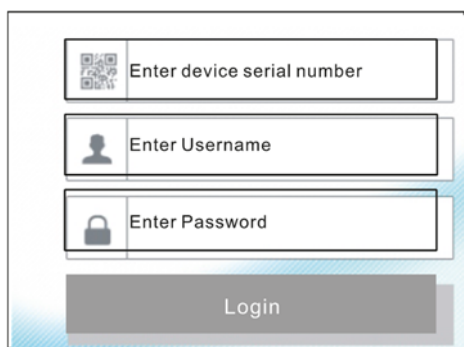 Enter device serial number
Enter Username
Enter Password
Login